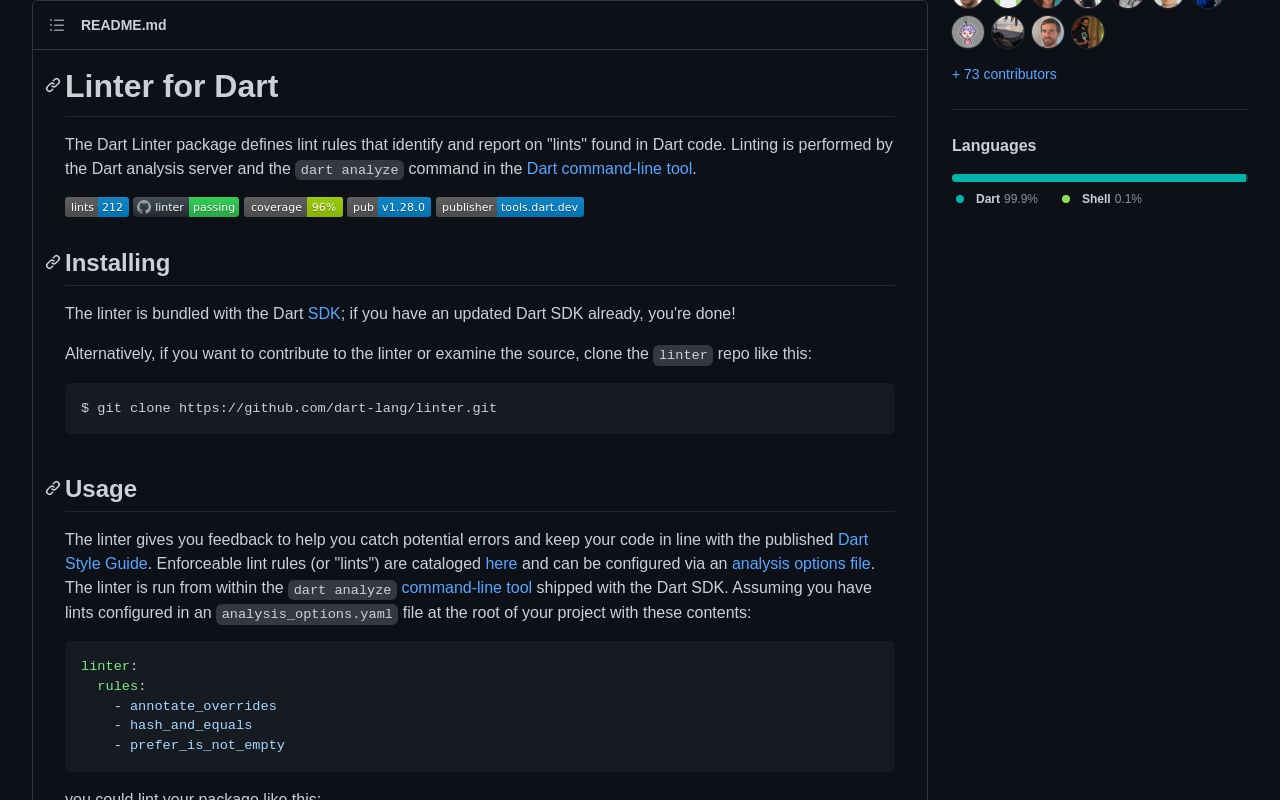 README.md
Linter for Dart
The Dart Linter package defines lint rules that identify and report on "lints" found in Dart code. Linting is performed by
the Dart analysis server and the dart analyze command in the Dart command-line tool.
lints 212 linter passing coverage 96% pub v1.28.0 publisher tools.dart.dev
Installing
The linter is bundled with the Dart SDK; if you have an updated Dart SDK already, you're done!
Alternatively, if you want to contribute to the linter or examine the source, clone the linter repo like this:
$ git clone https://github.com/dart-lang/linter.git
Usage
The linter gives you feedback to help you catch potential errors and keep your code in line with the published Dart
Style Guide. Enforceable lint rules (or "lints") are cataloged here and can be configured via an analysis options file.
The linter is run from within the dart analyze command-line tool shipped with the Dart SDK. Assuming you have
lints configured in an analysis_options.yaml file at the root of your project with these contents:
linter:
  rules:
    - annotate_overrides
    - hash_and_equals
    - prefer_is_not_empty
you could lint your package like this:
+ 73 contributors
Languages
Dart 99.9% Shell 0.1%